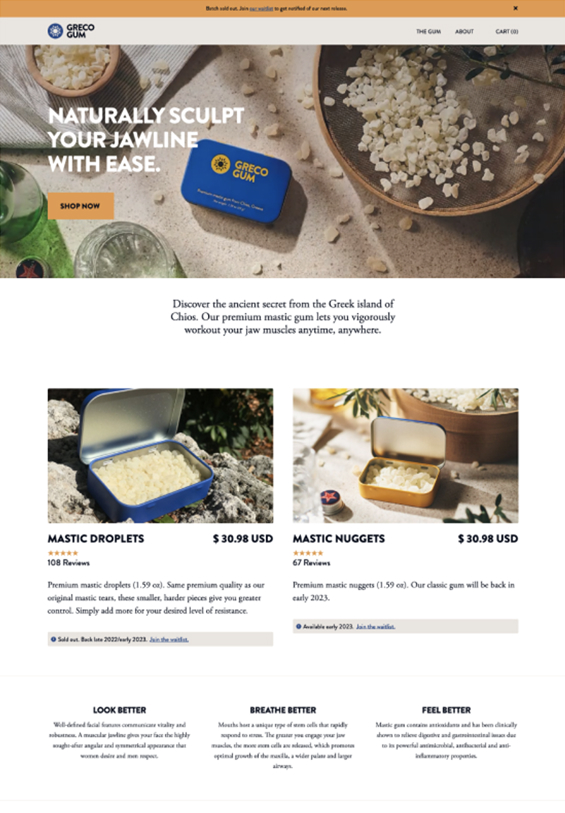 Batch sold out. Join our waitlist to get notified of our next release.
GRECO
GUM
THE GUM
ABOUT
CART (0)
NATURALLY SCULPT
YOUR JAWLINE
WITH EASE.
SHOP NOW
GRECO
GUM
Premium mastic gum from Chios, Greece
Discover the ancient secret from the Greek island of
Chios. Our premium mastic gum lets you vigorously
workout your jaw muscles anytime, anywhere.
MASTIC DROPLETS
$ 30.98 USD
108 Reviews
Premium mastic droplets (1.59 oz). Same premium quality as our
original mastic tears, these smaller, harder pieces give you greater
control. Simply add more for your desired level of resistance.
Sold out. Back late 2022/early 2023. Join the waitlist.
MASTIC NUGGETS
$ 30.98 USD
67 Reviews
Premium mastic nuggets (1.59 oz). Our classic gum will be back in
early 2023.
Available early 2023. Join the waitlist.
LOOK BETTER
Well-defined facial features communicate vitality and
robustness. A muscular jawline gives your face the highly
sought-after angular and symmetrical appearance that
women desire and men respect.
BREATHE BETTER
Mouths host a unique type of stem cells that rapidly
respond to stress. The greater you engage your jaw
muscles, the more stem cells are released, which promotes
optimal growth of the maxilla, a wider palate and larger
airways.
FEEL BETTER
Mastic gum contains antioxidants and has been clinically
shown to relieve digestive and gastrointestinal issues due
to its powerful antimicrobial, antibacterial and anti-
inflammatory properties.